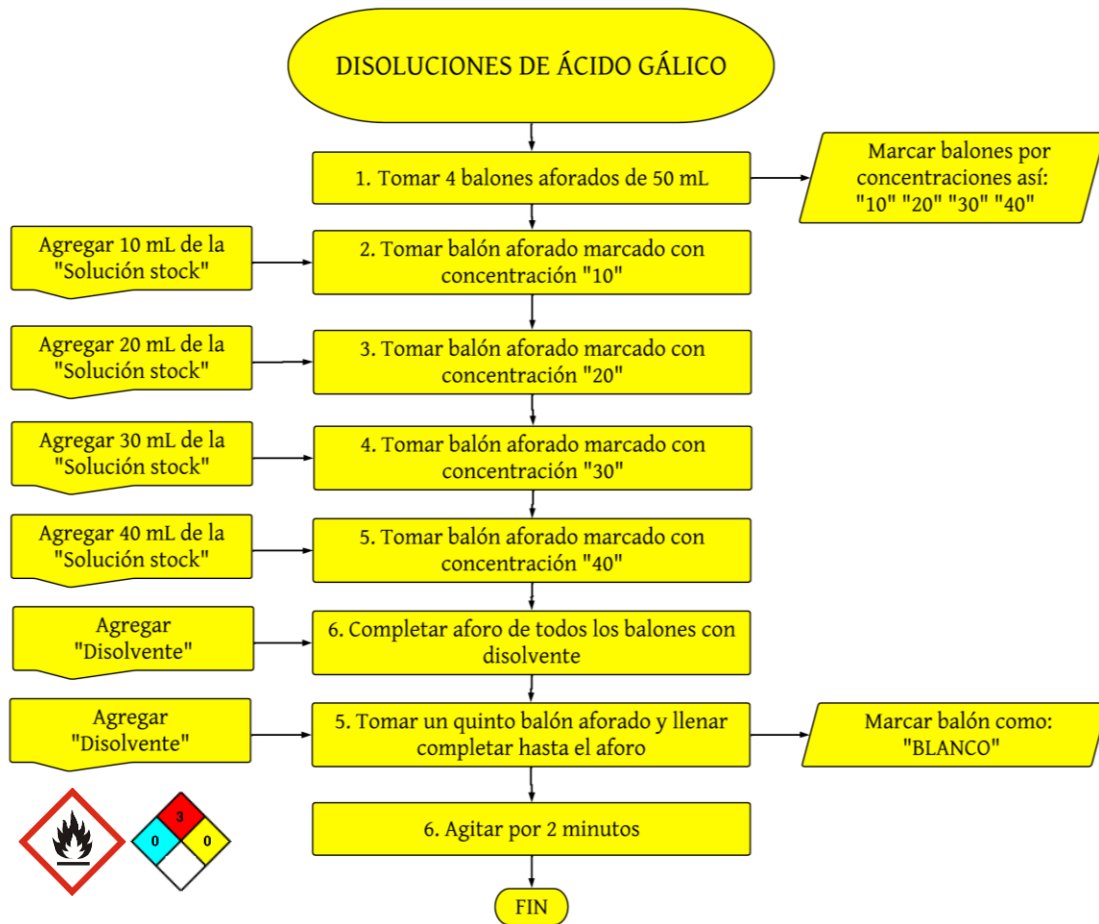 DISOLUCIONES DE ÁCIDO GÁLICO
1. Tomar 4 balones aforados de 50 mL
Marcar balones por
concentraciones así:
"10" "20" "30" "40"
Agregar 10 mL de la
"Solución stock"
2. Tomar balón aforado marcado con
concentración "10"
Agregar 20 mL de la
"Solución stock"
3. Tomar balón aforado marcado con
concentración "20"
Agregar 30 mL de la
"Solución stock"
4. Tomar balón aforado marcado con
concentración "30"
Agregar 40 mL de la
"Solución stock"
5. Tomar balón aforado marcado con
concentración "40"
Agregar
"Disolvente"
6. Completar aforo de todos los balones con
disolvente
Agregar
"Disolvente"
5. Tomar un quinto balón aforado y llenar
completar hasta el aforo
Marcar balón como:
"BLANCO"
3
0
0
6. Agitar por 2 minutos
FIN